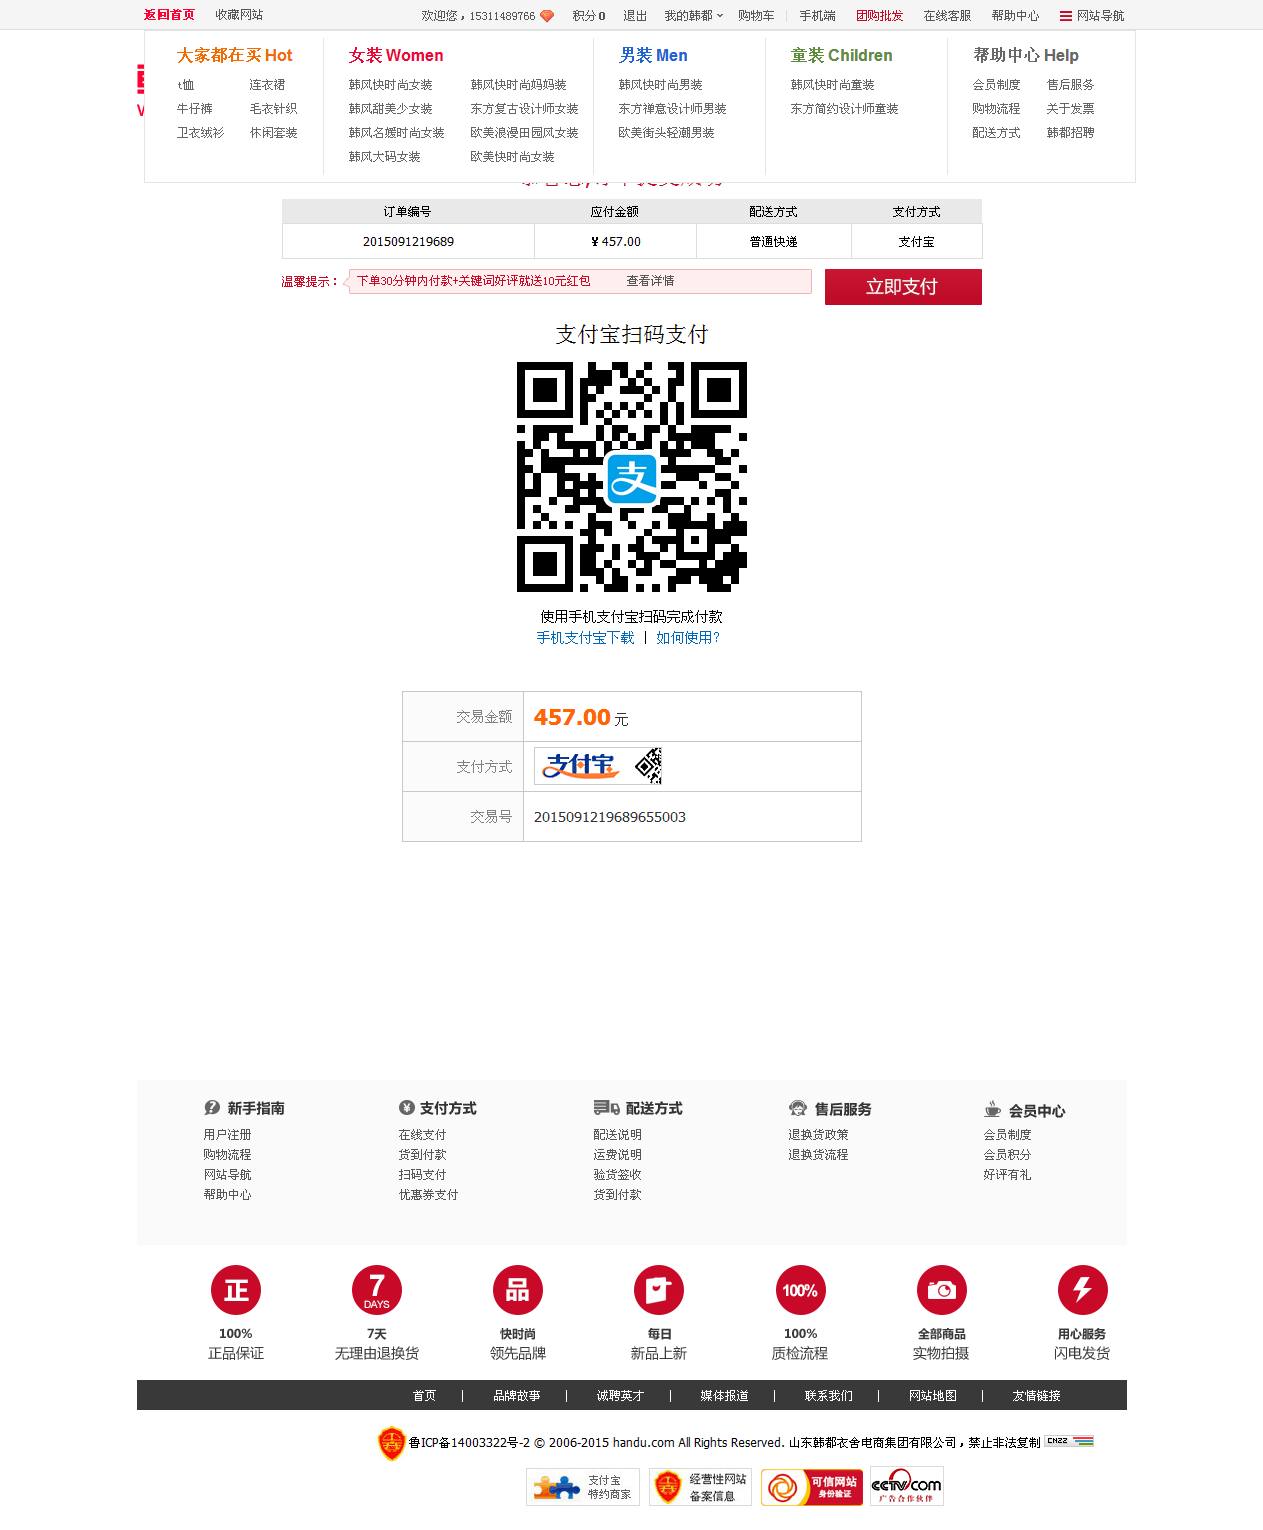 返回首页 收藏网站 欢迎您，15311489766 积分0 退出 我的韩都 购物车 手机端 团购批发 在线客服 帮助中心 网站导航
大家都在买 Hot 女装 Women 男装 Men 童装 Children 帮助中心 Help
t恤 连衣裙 韩风快时尚女装 韩风快时尚妈妈装 韩风快时尚男装 韩风快时尚童装 会员制度 售后服务
牛仔裤 毛衣针织 韩风甜美少女装 东方复古设计师女装 东方禅意设计师男装 东方简约设计师童装 购物流程 关于发票
卫衣绒衫 休闲套装 韩风名媛时尚女装 欧美浪漫田园风女装 欧美街头轻潮男装 配送方式 韩都招聘
韩风大码女装 欧美快时尚女装
订单编号 应付金额 配送方式 支付方式
2015091219689 ¥ 457.00 普通快递 支付宝
温馨提示： 下单30分钟内付款+关键词好评就送10元红包 查看详情 立即支付
支付宝扫码支付
支
使用手机支付宝扫码完成付款
手机支付宝下载 | 如何使用?
交易金额 457.00 元
支付方式 支付宝
交易号 2015091219689655003
新手指南 支付方式 配送方式 售后服务 会员中心
用户注册 在线支付 配送说明 退换货政策 会员制度
购物流程 货到付款 运费说明 退换货流程 会员积分
网站导航 扫码支付 验货签收 好评有礼
帮助中心 优惠券支付 货到付款
正 7 DAYS 品 100%
100% 7天 快时尚 每日 100% 全部商品 用心服务
正品保证 无理由退换货 领先品牌 新品上新 质检流程 实物拍摄 闪电发货
首页 | 品牌故事 | 诚聘英才 | 媒体报道 | 联系我们 | 网站地图 | 友情链接
鲁ICP备14003322号-2 © 2006-2015 handu.com All Rights Reserved. 山东韩都衣舍电商集团有限公司，禁止非法复制 CNZZ
支付宝 特约商家 经营性网站 备案信息 可信网站 身份验证 CCTV.com 广告合作伙伴